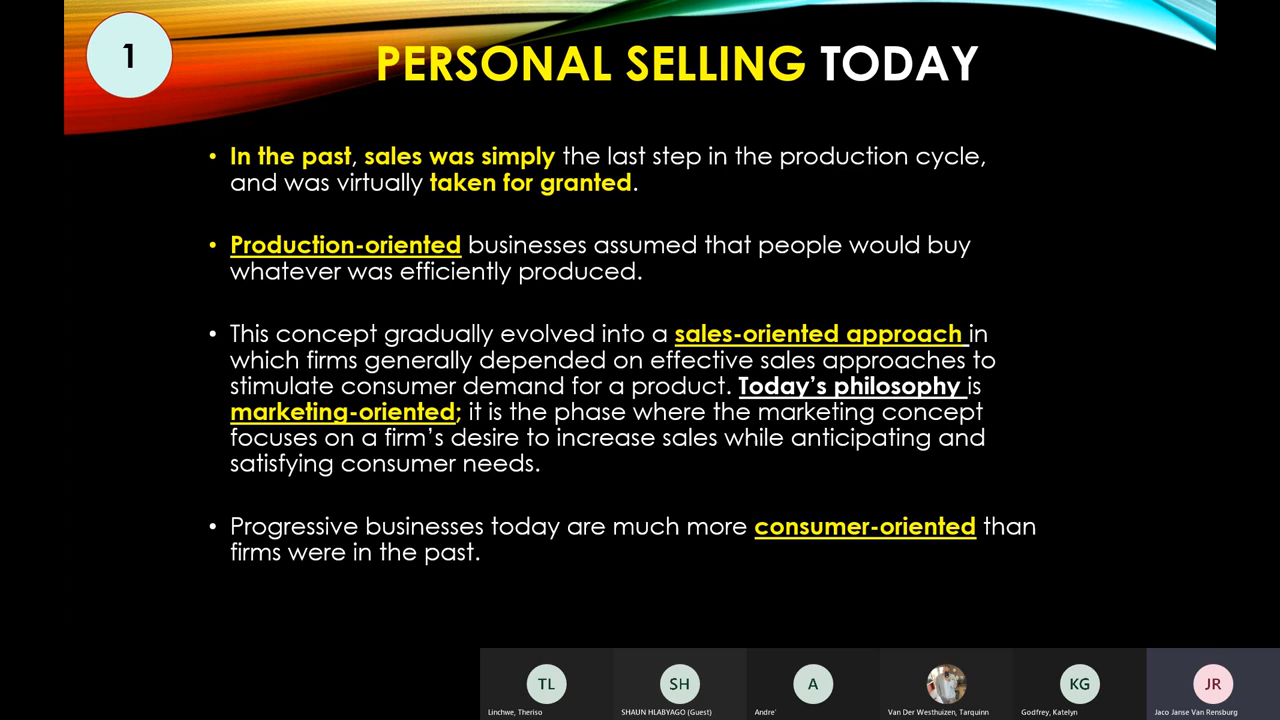 1
PERSONAL SELLING TODAY
• In the past, sales was simply the last step in the production cycle,
and was virtually taken for granted.
• Production-oriented businesses assumed that people would buy
whatever was efficiently produced.
• This concept gradually evolved into a sales-oriented approach in
which firms generally depended on effective sales approaches to
stimulate consumer demand for a product. Today's philosophy is
marketing-oriented; it is the phase where the marketing concept
focuses on a firm's desire to increase sales while anticipating and
satisfying consumer needs.
• Progressive businesses today are much more consumer-oriented than
firms were in the past.
TL
SH
A
KG
JR
Linchwe, Theriso
SHAUN HLABYAGO (Guest)
Andre'
Van Der Westhuizen, Tarquinn
Godfrey, Katelyn
Jaco Janse Van Rensburg